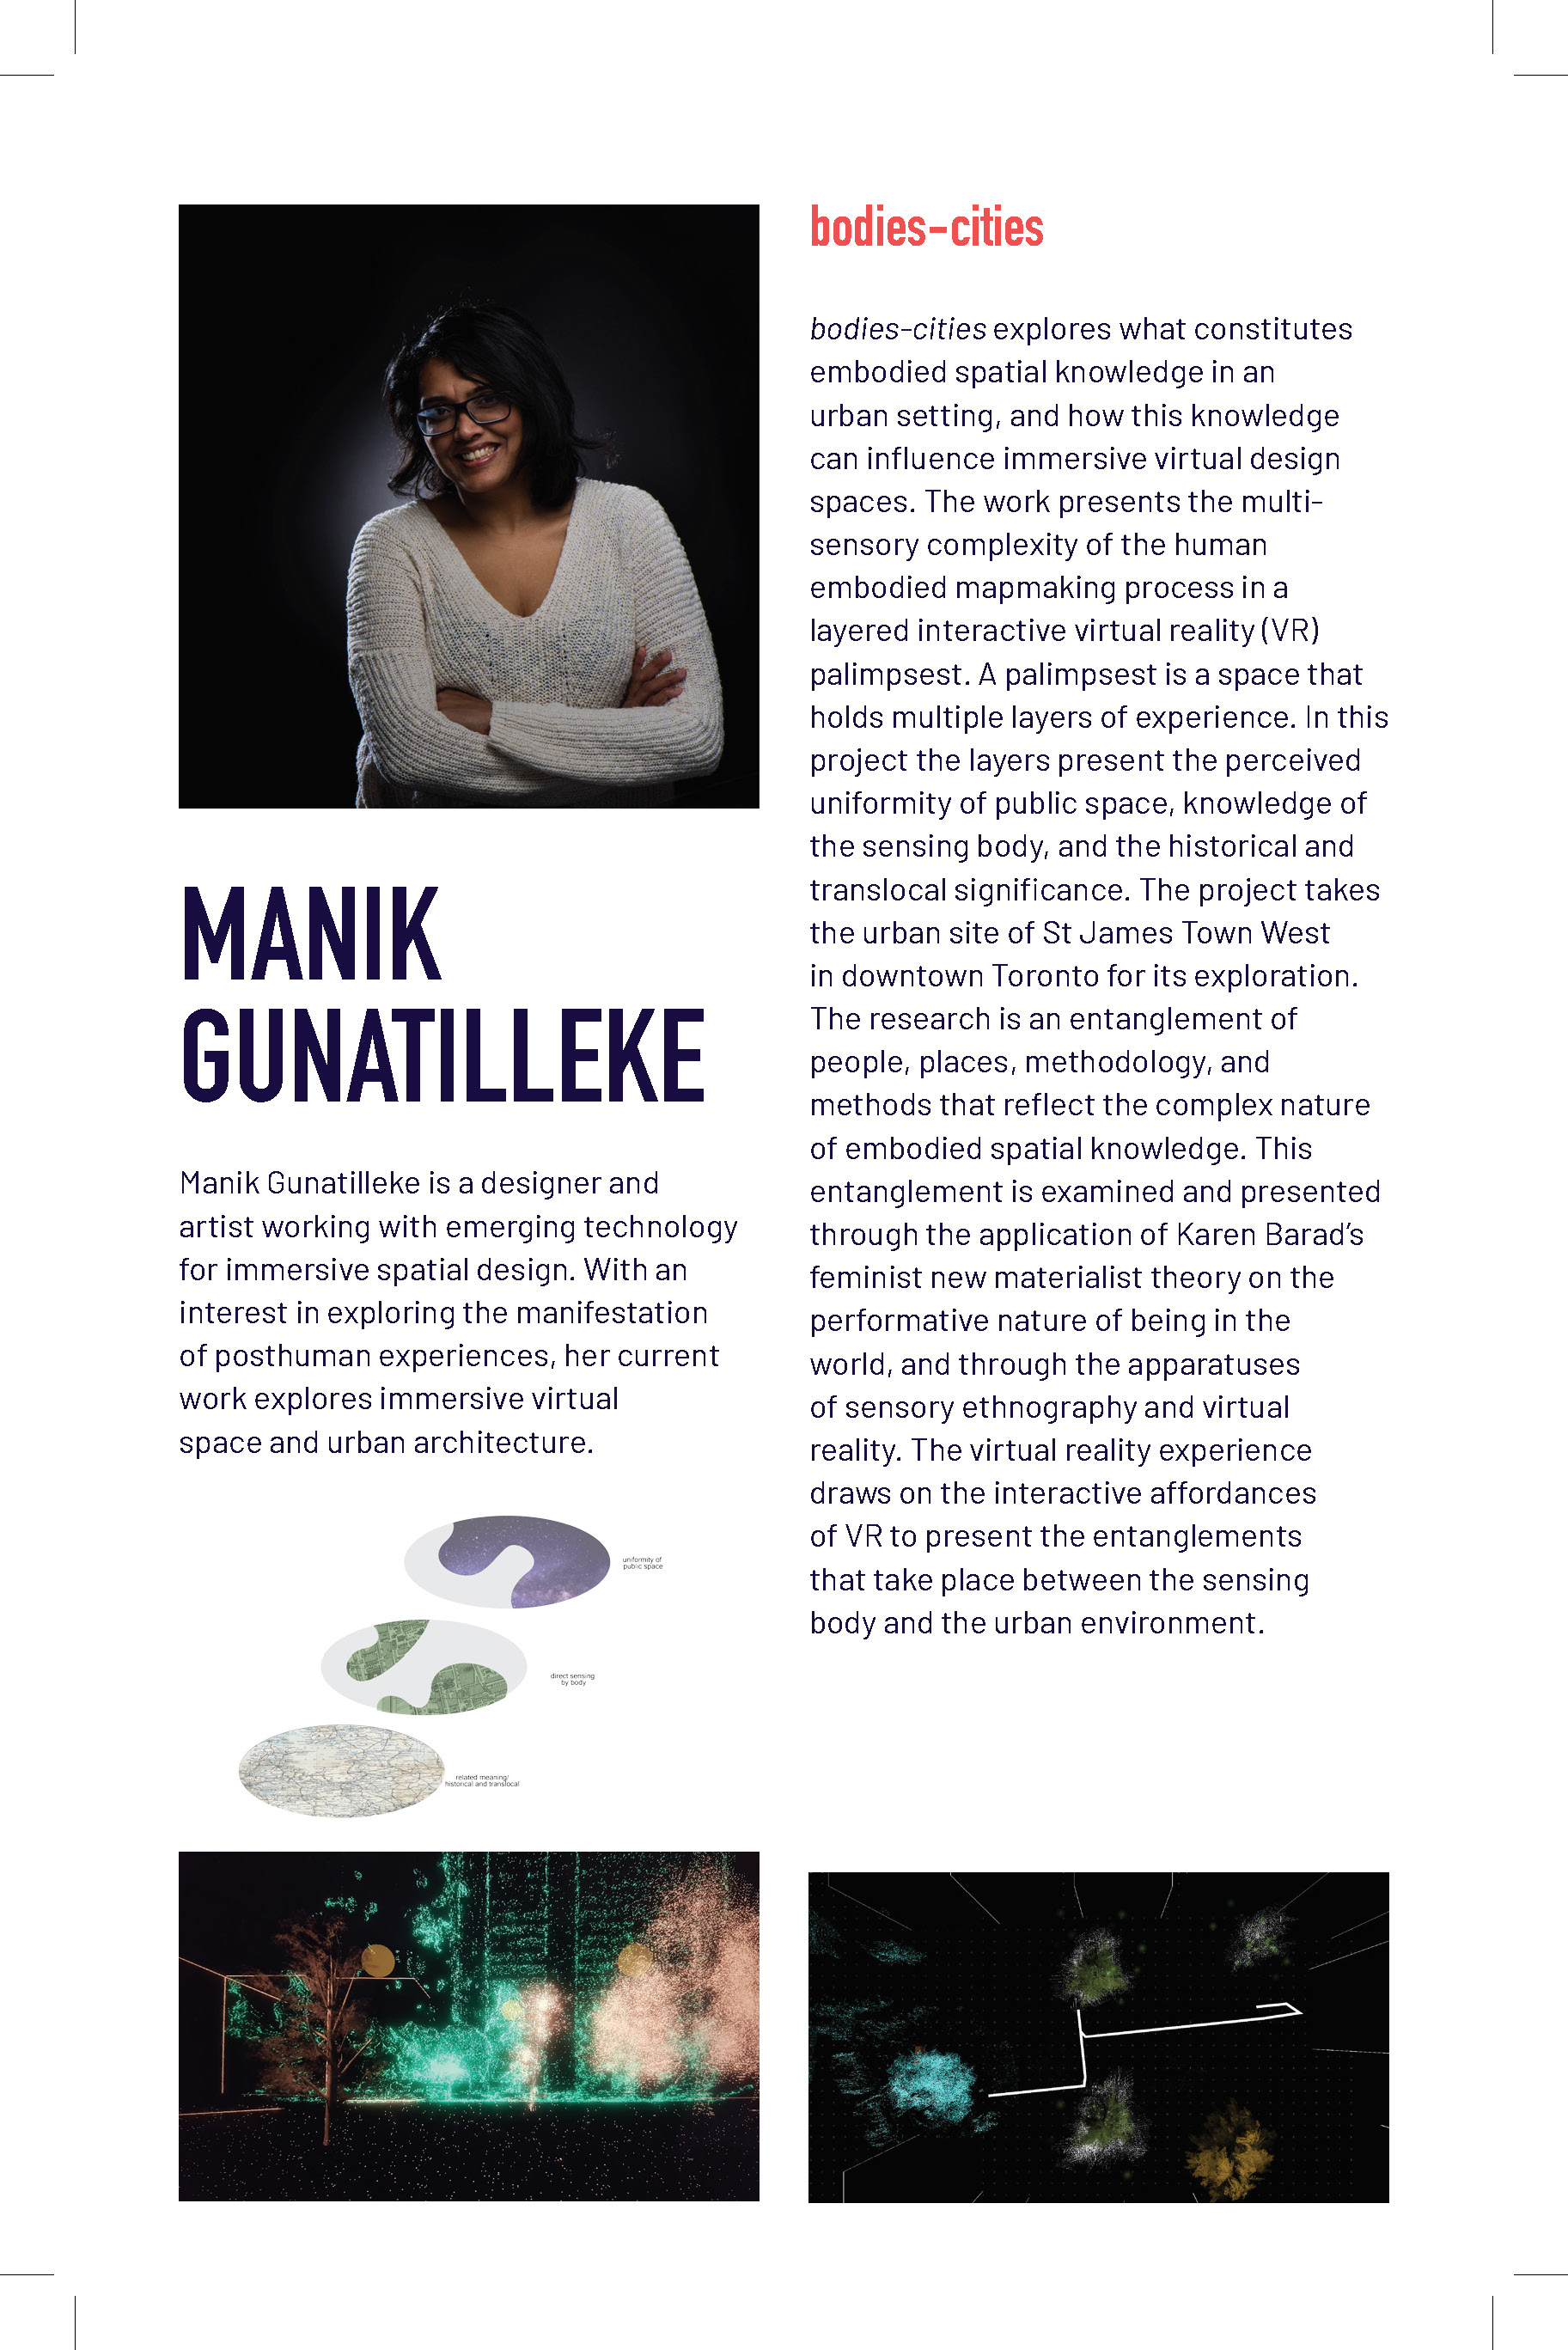 MANIK
GUNATILLEKE
Manik Gunatilleke is a designer and
artist working with emerging technology
for immersive spatial design. With an
interest in exploring the manifestation
of posthuman experiences, her current
work explores immersive virtual
space and urban architecture.
uniformity of
public space
direct sensing
by body
related meaning/
historical and translocal
bodies-cities
bodies-cities explores what constitutes
embodied spatial knowledge in an
urban setting, and how this knowledge
can influence immersive virtual design
spaces. The work presents the multi-
sensory complexity of the human
embodied mapmaking process in a
layered interactive virtual reality (VR)
palimpsest. A palimpsest is a space that
holds multiple layers of experience. In this
project the layers present the perceived
uniformity of public space, knowledge of
the sensing body, and the historical and
translocal significance. The project takes
the urban site of St James Town West
in downtown Toronto for its exploration.
The research is an entanglement of
people, places, methodology, and
methods that reflect the complex nature
of embodied spatial knowledge. This
entanglement is examined and presented
through the application of Karen Barad’s
feminist new materialist theory on the
performative nature of being in the
world, and through the apparatuses
of sensory ethnography and virtual
reality. The virtual reality experience
draws on the interactive affordances
of VR to present the entanglements
that take place between the sensing
body and the urban environment.